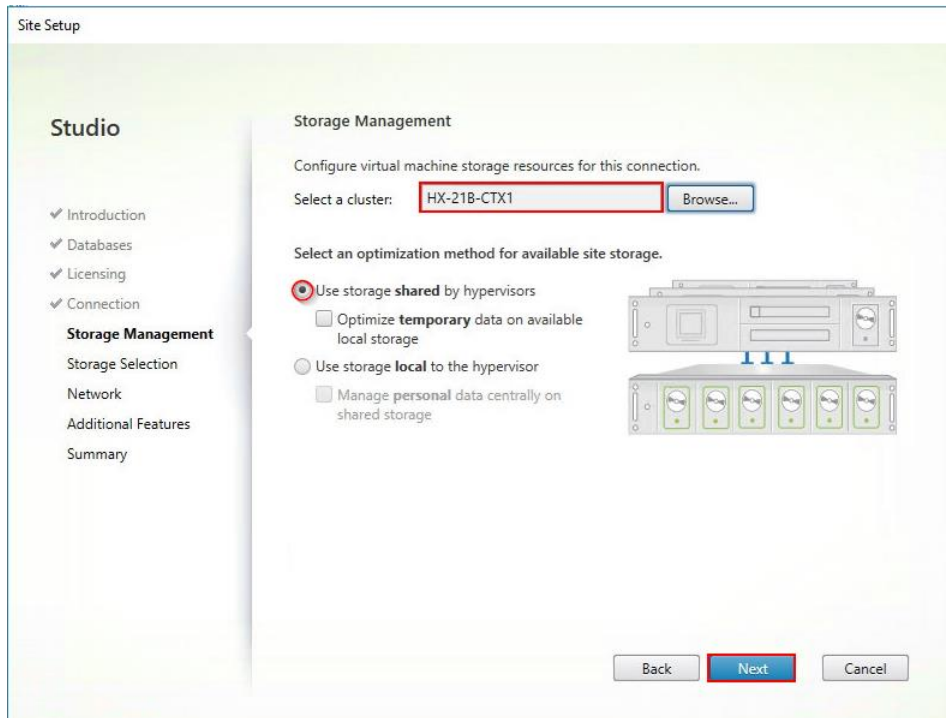 Site Setup
Studio
Introduction
Databases
Licensing
Connection
Storage Management
Storage Selection
Network
Additional Features
Summary
Storage Management
Configure virtual machine storage resources for this connection.
Select a cluster: HX-21B-CTX1 Browse...
Select an optimization method for available site storage.
Use storage shared by hypervisors
Optimize temporary data on available
local storage
Use storage local to the hypervisor
Manage personal data centrally on
shared storage
Back Next Cancel